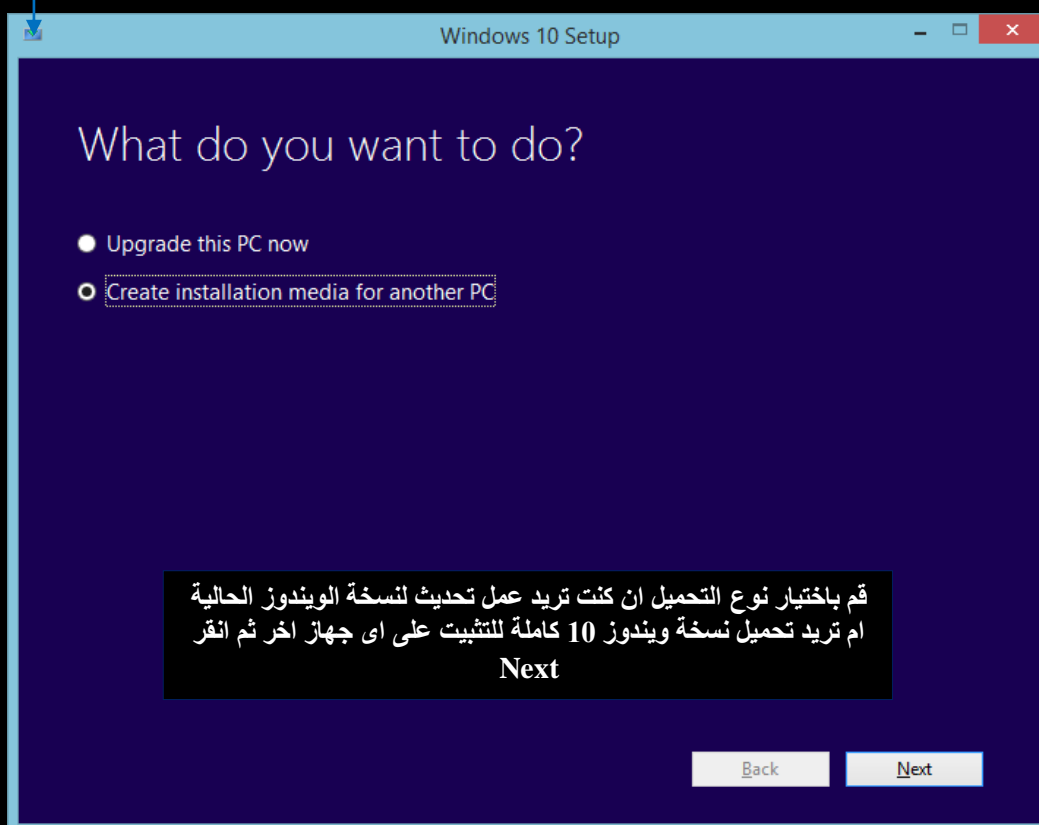 Windows 10 Setup
What do you want to do?
Upgrade this PC now
Create installation media for another PC
قم باختيار نوع التحميل ان كنت تريد عمل تحديث لنسخة الويندوز الحالية
ام تريد تحميل نسخة ويندوز 10 كاملة للتثبيت على اى جهاز اخر ثم انقر
Next
Back
Next